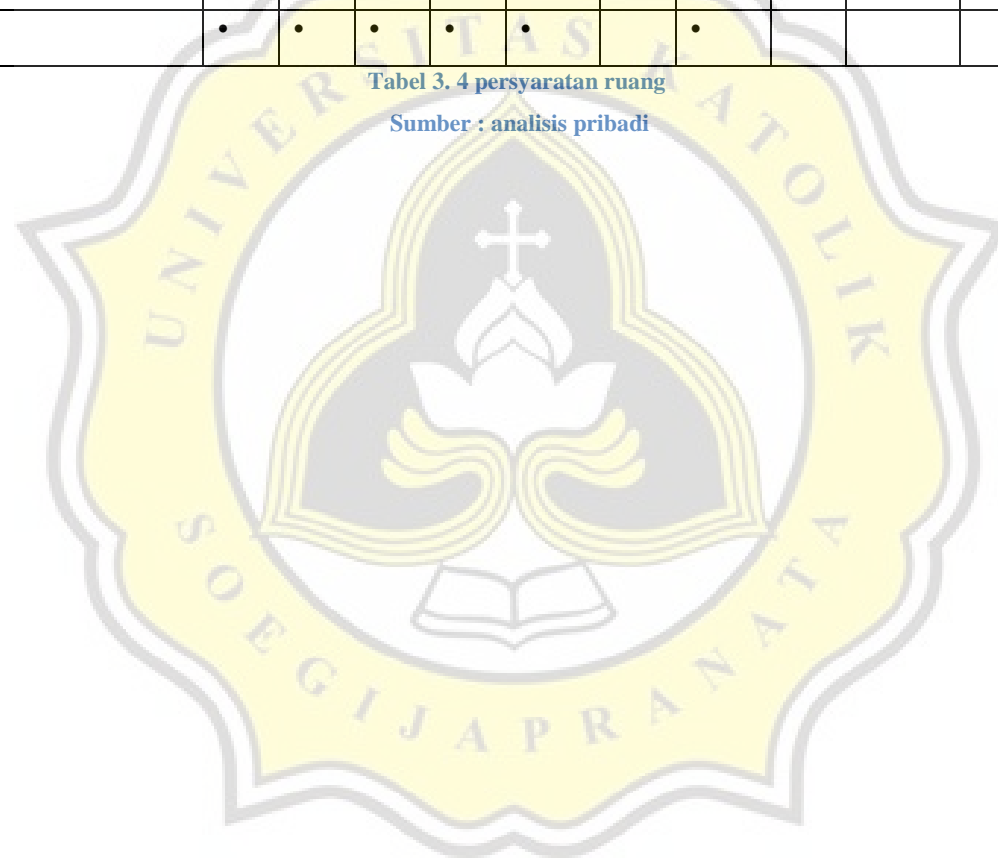 • • • • • •
Tabel 3. 4 persyaratan ruang
Sumber : analisis pribadi
UNIVERSITAS KATOLIK
SOEGIJAPRANATA